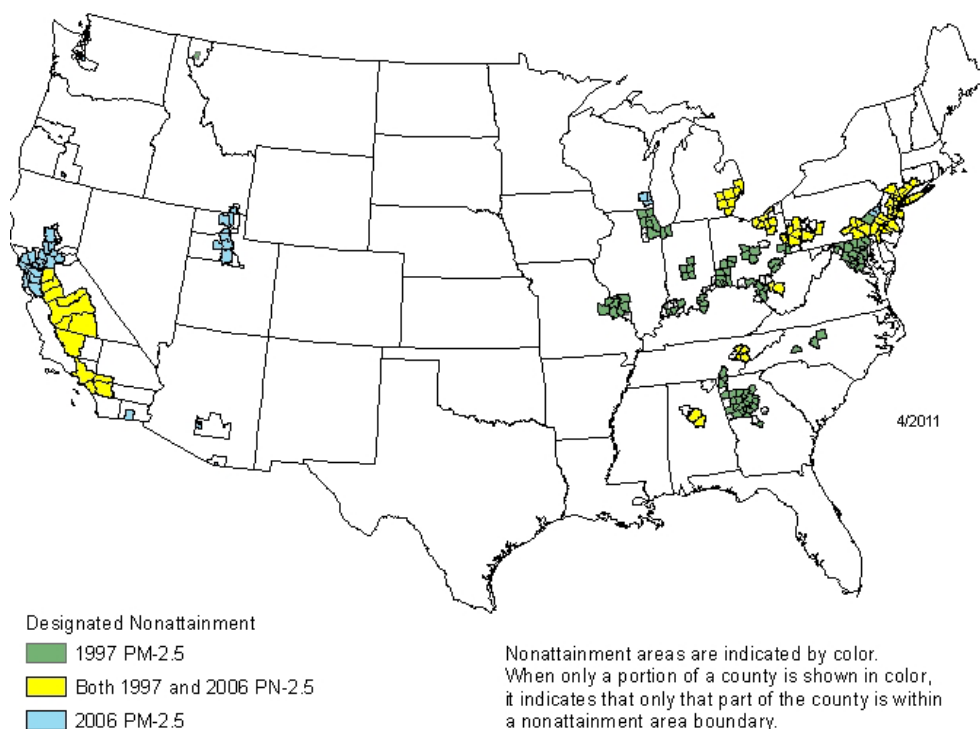 4/2011
Designated Nonattainment
1997 PM-2.5
Both 1997 and 2006 PN-2.5
2006 PM-2.5
Nonattainment areas are indicated by color.
When only a portion of a county is shown in color,
it indicates that only that part of the county is within
a nonattainment area boundary.